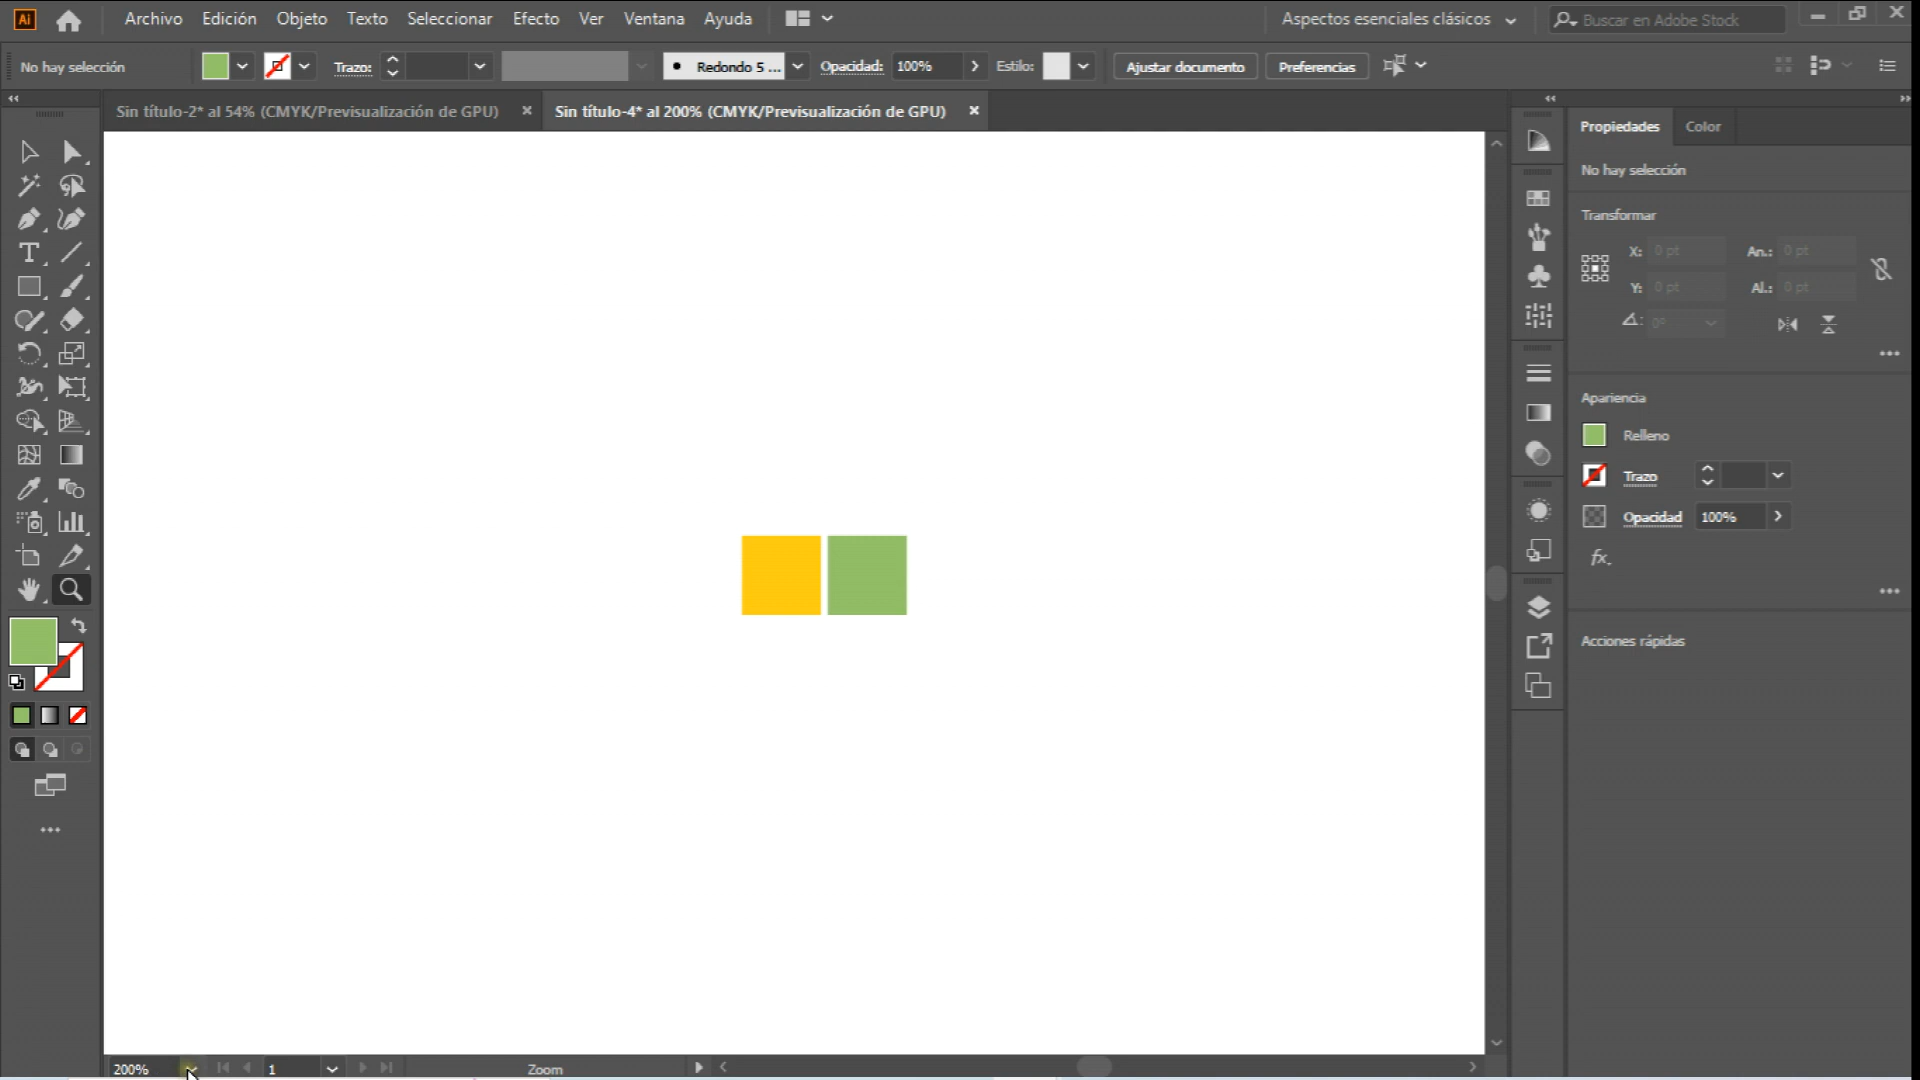 Ai Archivo Edición Objeto Texto Seleccionar Efecto Ver Ventana Ayuda Aspectos esenciales clásicos Buscar en Adobe Stock
No hay selección Trazo: Redondo 5 ... Opacidad: 100% Estilo: Ajustar documento Preferencias
Sin título-2* al 54% (CMYK/Previsualización de GPU) Sin título-4* al 200% (CMYK/Previsualización de GPU)
Propiedades Color
No hay selección
Transformar
X: 0 pt An.: 0 pt
Y: 0 pt Al.: 0 pt
0°
Apariencia
Relleno
Trazo
Opacidad 100%
fx.
Acciones rápidas
200% 1 Zoom